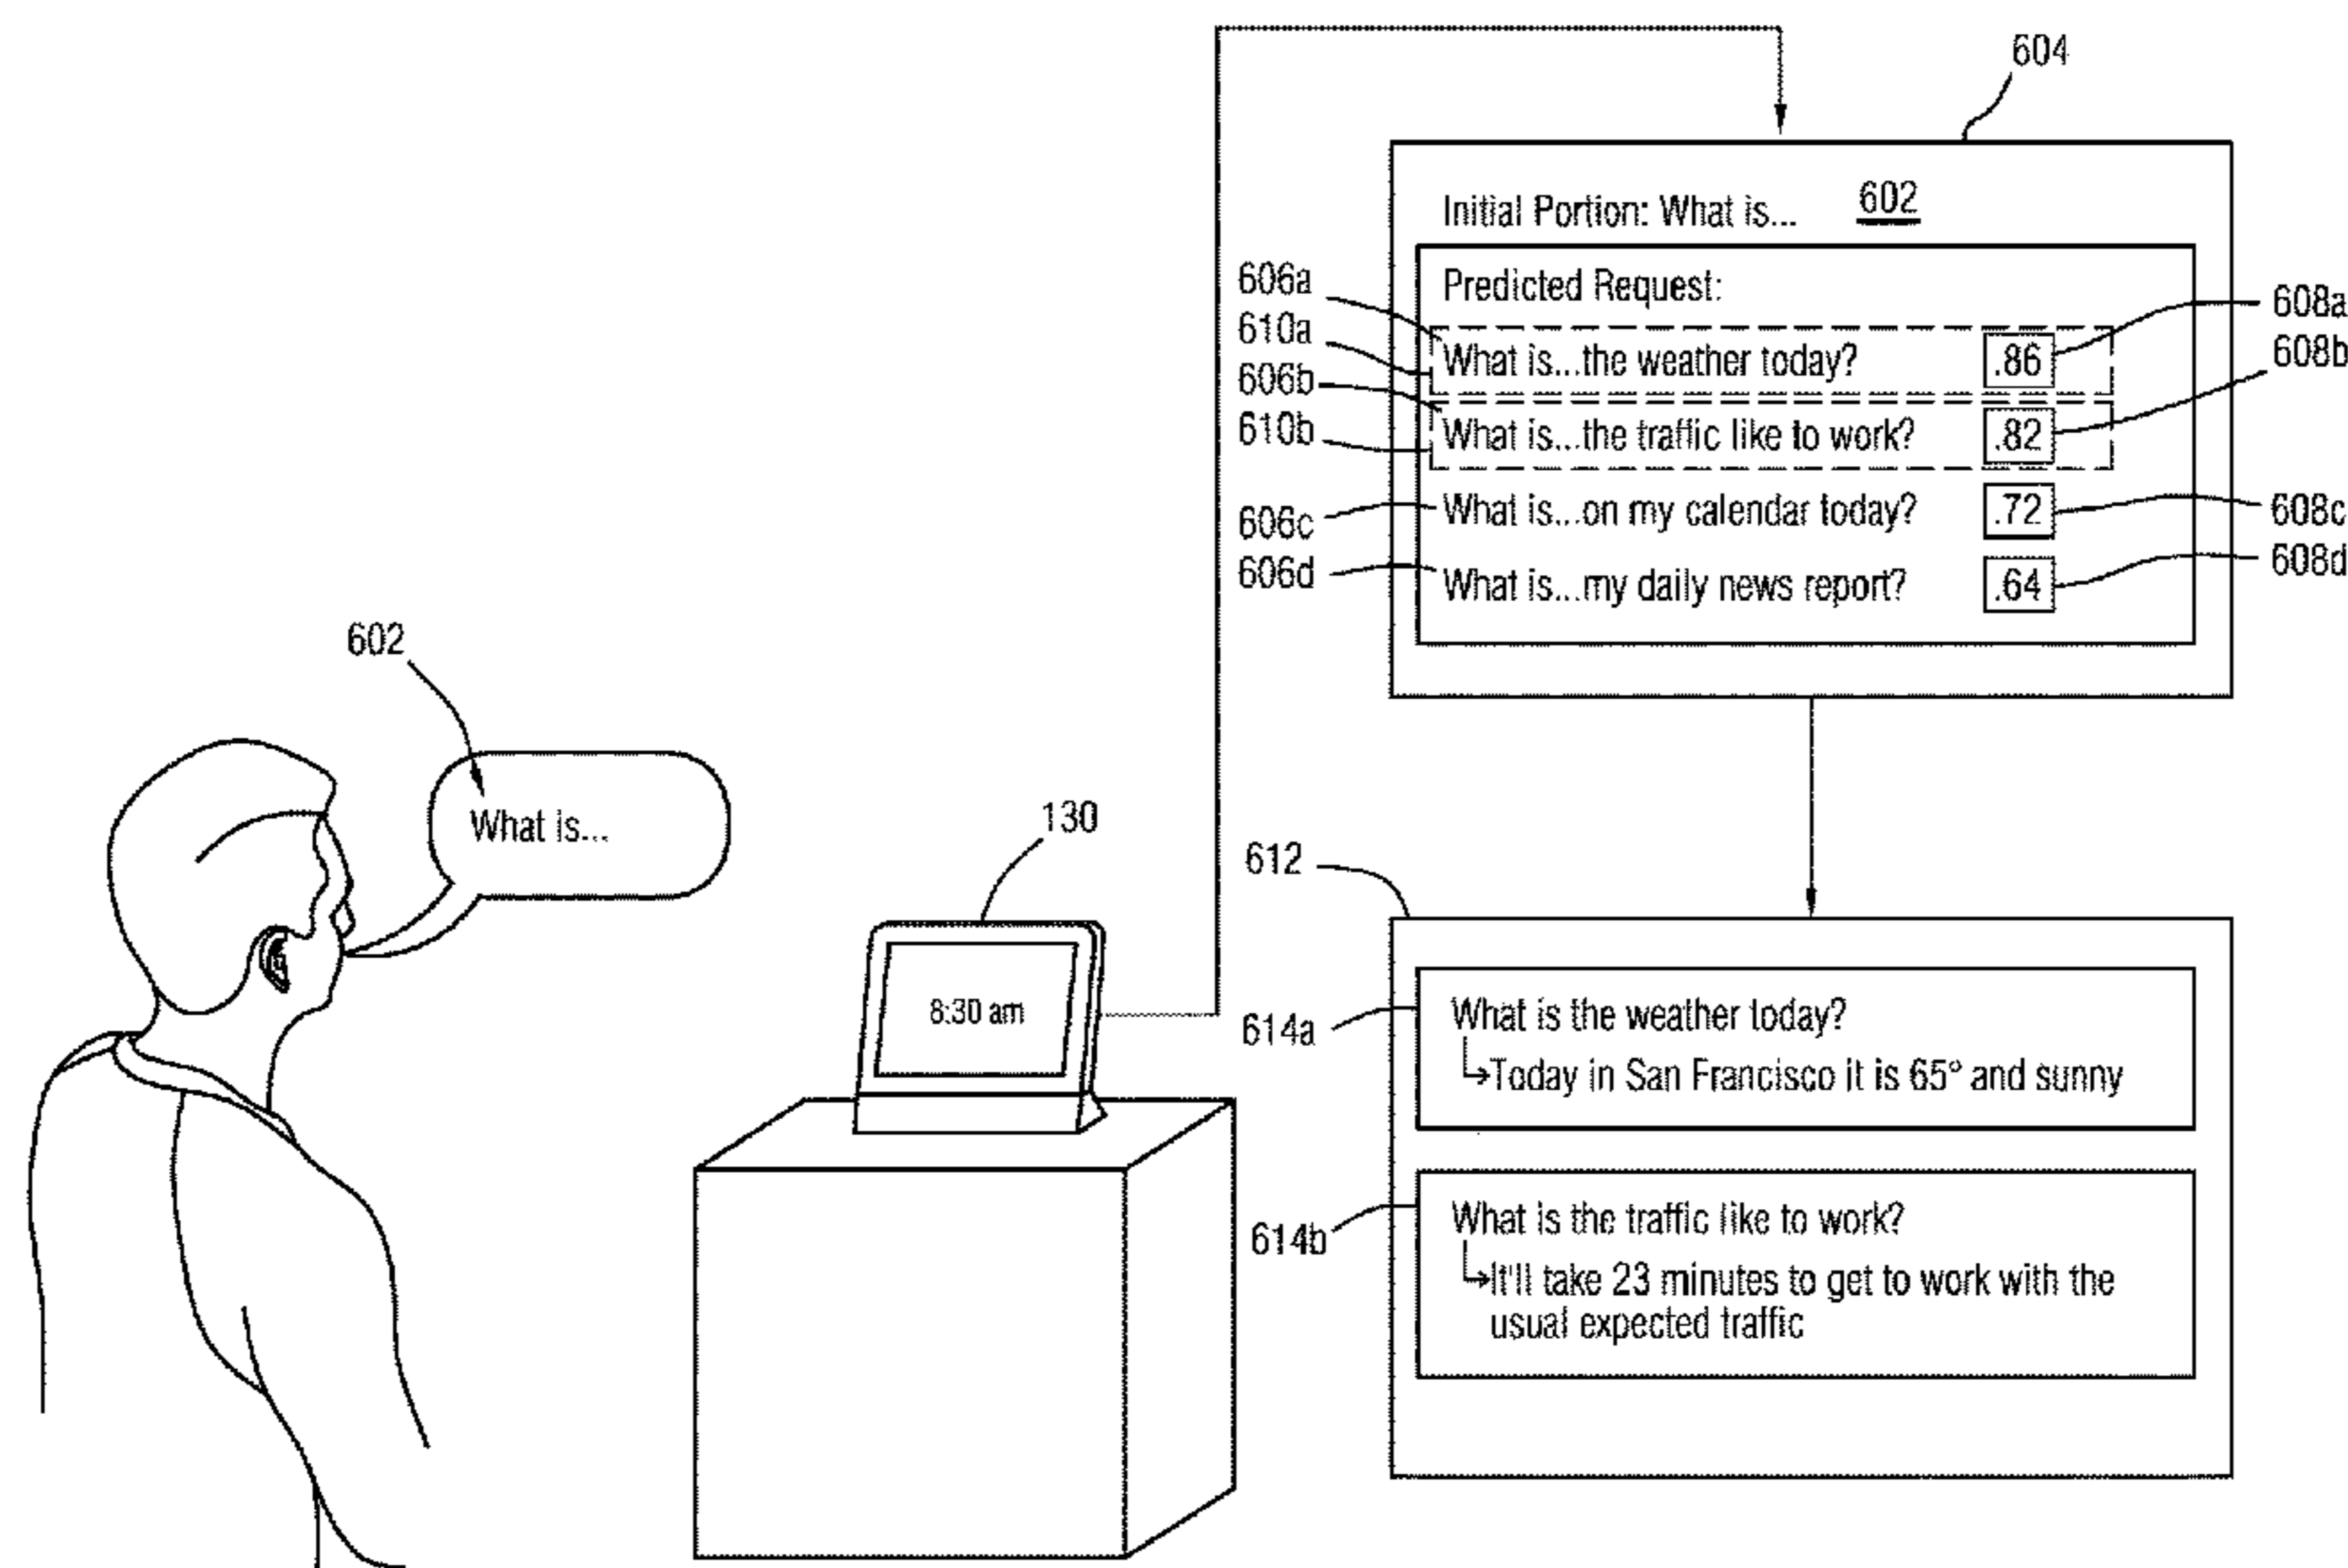 604
Initial Portion: What is... 602
Predicted Request:
606a
What is...the weather today? .86
608a
610a
606b
What is...the traffic like to work? .82
608b
610b
606c
What is...on my calendar today? .72
608c
606d
What is...my daily news report? .64
608d
602
What is...
130
8:30 am
612
614a
What is the weather today?
Today in San Francisco it is 65° and sunny
614b
What is the traffic like to work?
It'll take 23 minutes to get to work with the
usual expected traffic